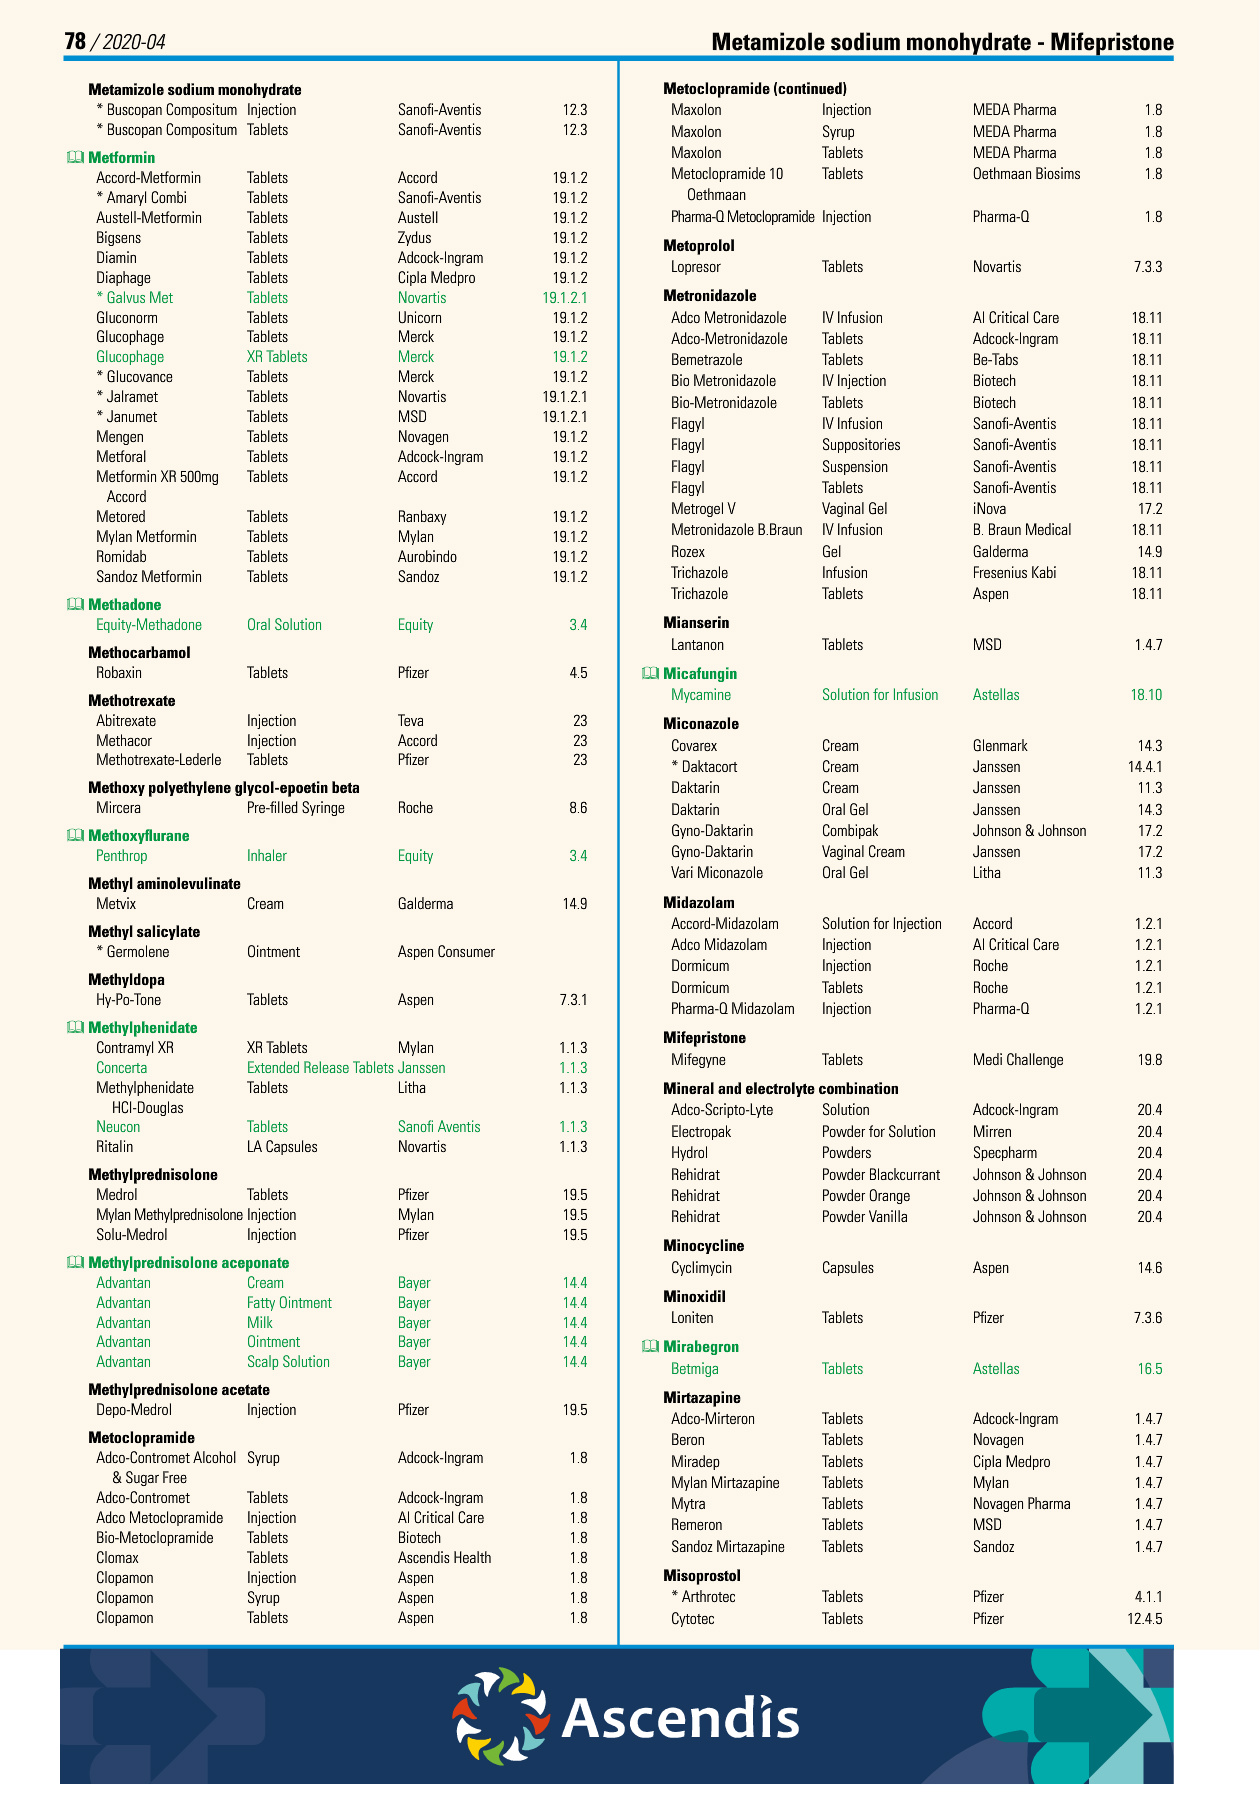 78 / 2020-04
Metamizole sodium monohydrate - Mifepristone
Metamizole sodium monohydrate
* Buscopan Compositum Injection Sanofi-Aventis 12.3
* Buscopan Compositum Tablets Sanofi-Aventis 12.3
Metformin
Accord-Metformin Tablets Accord 19.1.2
* Amaryl Combi Tablets Sanofi-Aventis 19.1.2
Austell-Metformin Tablets Austell 19.1.2
Bigsens Tablets Zydus 19.1.2
Diamin Tablets Adcock-Ingram 19.1.2
Diaphage Tablets Cipla Medpro 19.1.2
* Galvus Met Tablets Novartis 19.1.2.1
Gluconorm Tablets Unicorn 19.1.2
Glucophage Tablets Merck 19.1.2
Glucophage XR Tablets Merck 19.1.2
* Glucovance Tablets Merck 19.1.2
* Jalramet Tablets Novartis 19.1.2.1
* Janumet Tablets MSD 19.1.2.1
Mengen Tablets Novagen 19.1.2
Metforal Tablets Adcock-Ingram 19.1.2
Metformin XR 500mg Tablets Accord 19.1.2
Accord
Metored Tablets Ranbaxy 19.1.2
Mylan Metformin Tablets Mylan 19.1.2
Romidab Tablets Aurobindo 19.1.2
Sandoz Metformin Tablets Sandoz 19.1.2
Methadone
Equity-Methadone Oral Solution Equity 3.4
Methocarbamol
Robaxin Tablets Pfizer 4.5
Methotrexate
Abitrexate Injection Teva 23
Methacor Injection Accord 23
Methotrexate-Lederle Tablets Pfizer 23
Methoxy polyethylene glycol-epoetin beta
Mircera Pre-filled Syringe Roche 8.6
Methoxyflurane
Penthrop Inhaler Equity 3.4
Methyl aminolevulinate
Metvix Cream Galderma 14.9
Methyl salicylate
* Germolene Ointment Aspen Consumer
Methyldopa
Hy-Po-Tone Tablets Aspen 7.3.1
Methylphenidate
Contramyl XR XR Tablets Mylan 1.1.3
Concerta Extended Release Tablets Janssen 1.1.3
Methylphenidate Tablets Litha 1.1.3
HCl-Douglas
Neucon Tablets Sanofi Aventis 1.1.3
Ritalin LA Capsules Novartis 1.1.3
Methylprednisolone
Medrol Tablets Pfizer 19.5
Mylan Methylprednisolone Injection Mylan 19.5
Solu-Medrol Injection Pfizer 19.5
Methylprednisolone aceponate
Advantan Cream Bayer 14.4
Advantan Fatty Ointment Bayer 14.4
Advantan Milk Bayer 14.4
Advantan Ointment Bayer 14.4
Advantan Scalp Solution Bayer 14.4
Methylprednisolone acetate
Depo-Medrol Injection Pfizer 19.5
Metoclopramide
Adco-Contromet Alcohol Syrup Adcock-Ingram 1.8
& Sugar Free
Adco-Contromet Tablets Adcock-Ingram 1.8
Adco Metoclopramide Injection Al Critical Care 1.8
Bio-Metoclopramide Tablets Biotech 1.8
Clomax Tablets Ascendis Health 1.8
Clopamon Injection Aspen 1.8
Clopamon Syrup Aspen 1.8
Clopamon Tablets Aspen 1.8
Metoclopramide (continued)
Maxolon Injection MEDA Pharma 1.8
Maxolon Syrup MEDA Pharma 1.8
Maxolon Tablets MEDA Pharma 1.8
Metoclopramide 10 Tablets Oethmaan Biosims 1.8
Oethmaan
Pharma-Q Metoclopramide Injection Pharma-Q 1.8
Metoprolol
Lopresor Tablets Novartis 7.3.3
Metronidazole
Adco Metronidazole IV Infusion Al Critical Care 18.11
Adco-Metronidazole Tablets Adcock-Ingram 18.11
Bemetrazole Tablets Be-Tabs 18.11
Bio Metronidazole IV Injection Biotech 18.11
Bio-Metronidazole Tablets Biotech 18.11
Flagyl IV Infusion Sanofi-Aventis 18.11
Flagyl Suppositories Sanofi-Aventis 18.11
Flagyl Suspension Sanofi-Aventis 18.11
Flagyl Tablets Sanofi-Aventis 18.11
Metrogel V Vaginal Gel iNova 17.2
Metronidazole B.Braun IV Infusion B. Braun Medical 18.11
Rozex Gel Galderma 14.9
Trichazole Infusion Fresenius Kabi 18.11
Trichazole Tablets Aspen 18.11
Mianserin
Lantanon Tablets MSD 1.4.7
Micafungin
Mycamine Solution for Infusion Astellas 18.10
Miconazole
Covarex Cream Glenmark 14.3
* Daktacort Cream Janssen 14.4.1
Daktarin Cream Janssen 11.3
Daktarin Oral Gel Janssen 14.3
Gyno-Daktarin Combipak Johnson & Johnson 17.2
Gyno-Daktarin Vaginal Cream Janssen 17.2
Vari Miconazole Oral Gel Litha 11.3
Midazolam
Accord-Midazolam Solution for Injection Accord 1.2.1
Adco Midazolam Injection Al Critical Care 1.2.1
Dormicum Injection Roche 1.2.1
Dormicum Tablets Roche 1.2.1
Pharma-Q Midazolam Injection Pharma-Q 1.2.1
Mifepristone
Mifegyne Tablets Medi Challenge 19.8
Mineral and electrolyte combination
Adco-Scripto-Lyte Solution Adcock-Ingram 20.4
Electropak Powder for Solution Mirren 20.4
Hydrol Powders Specpharm 20.4
Rehidrat Powder Blackcurrant Johnson & Johnson 20.4
Rehidrat Powder Orange Johnson & Johnson 20.4
Rehidrat Powder Vanilla Johnson & Johnson 20.4
Minocycline
Cyclimycin Capsules Aspen 14.6
Minoxidil
Loniten Tablets Pfizer 7.3.6
Mirabegron
Betmiga Tablets Astellas 16.5
Mirtazapine
Adco-Mirteron Tablets Adcock-Ingram 1.4.7
Beron Tablets Novagen 1.4.7
Miradep Tablets Cipla Medpro 1.4.7
Mylan Mirtazapine Tablets Mylan 1.4.7
Mytra Tablets Novagen Pharma 1.4.7
Remeron Tablets MSD 1.4.7
Sandoz Mirtazapine Tablets Sandoz 1.4.7
Misoprostol
* Arthrotec Tablets Pfizer 4.1.1
Cytotec Tablets Pfizer 12.4.5
Ascendis